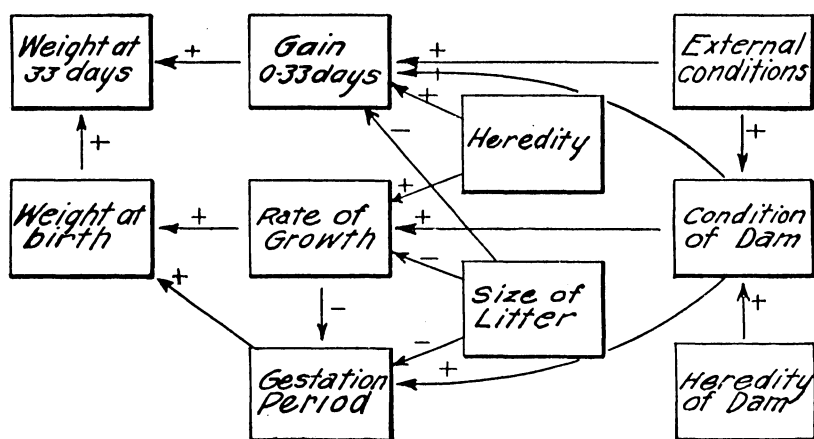 Weight at
33 days
+
Gain
0-33 days
+
+
+
-
External
conditions
+
Heredity
+
+
Weight at
birth
+
Rate of
Growth
+
-
Condition
of Dam
+
+
-
Size of
Litter
-
+
Gestation
Period
Heredity
of Dam